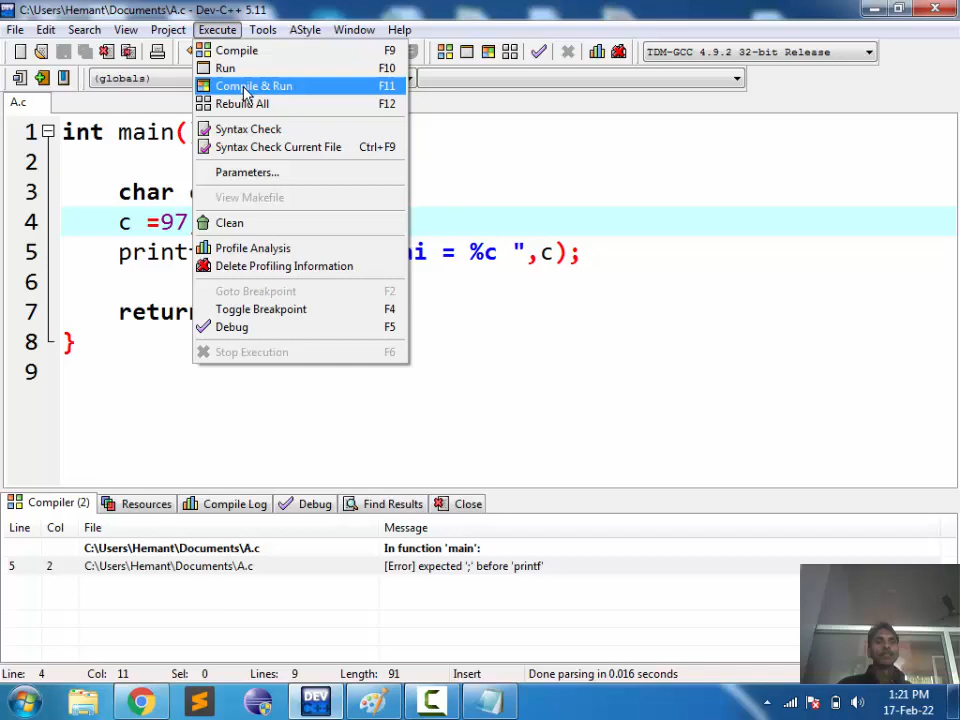 C:\Users\Hemant\Documents\A.c - Dev-C++ 5.11
File Edit Search View Project Execute Tools AStyle Window Help
TDM-GCC 4.9.2 32-bit Release
(globals)
Compile F9
Run F10
Compile & Run F11
Rebuild All F12
Syntax Check
Syntax Check Current File Ctrl+F9
Parameters...
View Makefile
Clean
Profile Analysis
Delete Profiling Information
Goto Breakpoint F2
Toggle Breakpoint F4
Debug F5
Stop Execution F6
A.c
1 int main(
2
3 char
4 c =97
5 print = %c ",c);
6
7 return
8 }
9
Compiler (2) Resources Compile Log Debug Find Results Close
Line Col File Message
C:\Users\Hemant\Documents\A.c In function 'main':
5 2 C:\Users\Hemant\Documents\A.c [Error] expected ';' before 'printf'
Line: 4 Col: 11 Sel: 0 Lines: 9 Length: 91 Insert Done parsing in 0.016 seconds
DEV
C
1:21 PM
17-Feb-22